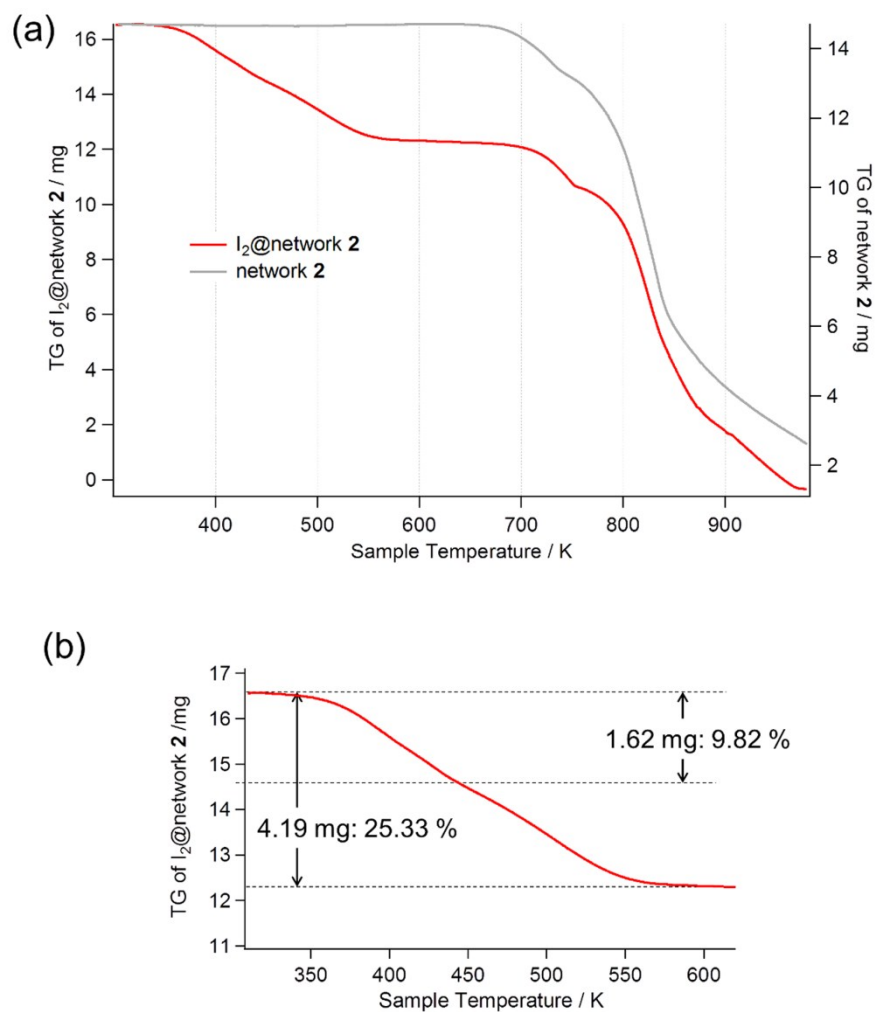 (a)
16
14
12
10
8
6
4
2
0
TG of I₂@network 2 / mg
14
12
10
8
6
4
2
TG of network 2 / mg
I₂@network 2
network 2
400 500 600 700 800 900
Sample Temperature / K
(b)
17
16
15
14
13
12
11
TG of I₂@network 2 /mg
1.62 mg: 9.82 %
4.19 mg: 25.33 %
350 400 450 500 550 600
Sample Temperature / K